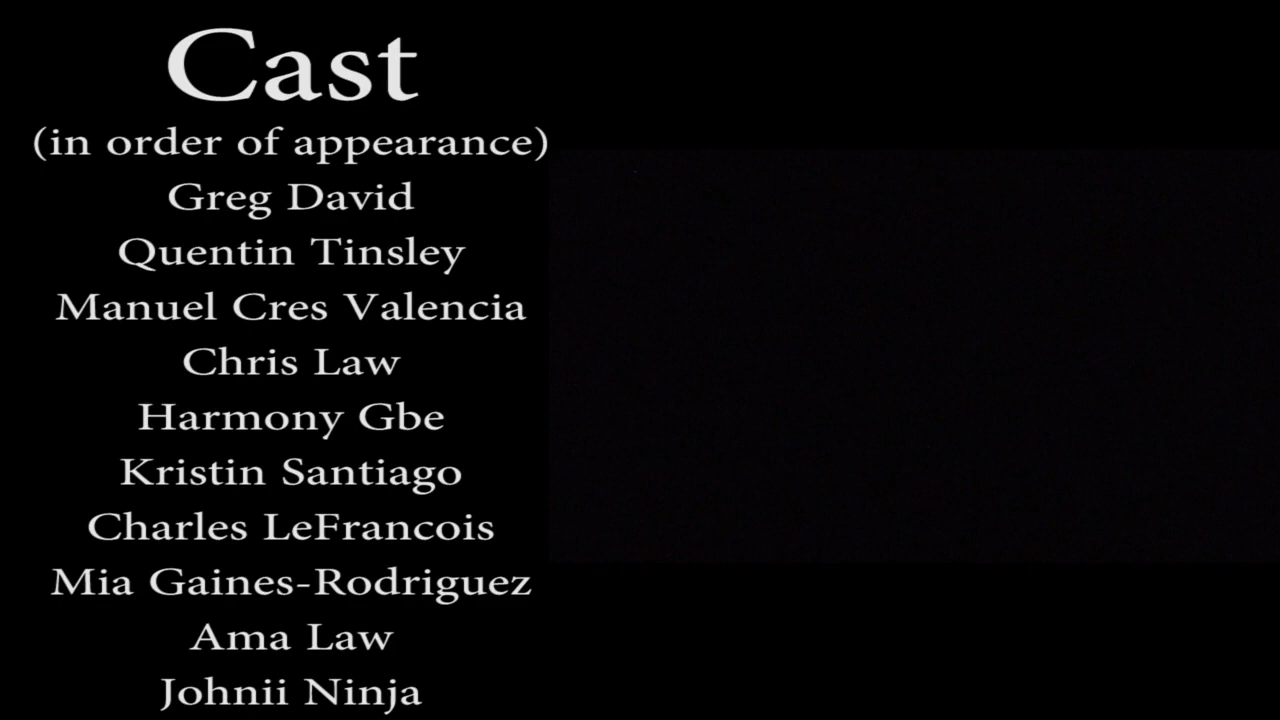 Cast
(in order of appearance)
Greg David
Quentin Tinsley
Manuel Cres Valencia
Chris Law
Harmony Gbe
Kristin Santiago
Charles LeFrancois
Mia Gaines-Rodriguez
Ama Law
Johnii Ninja